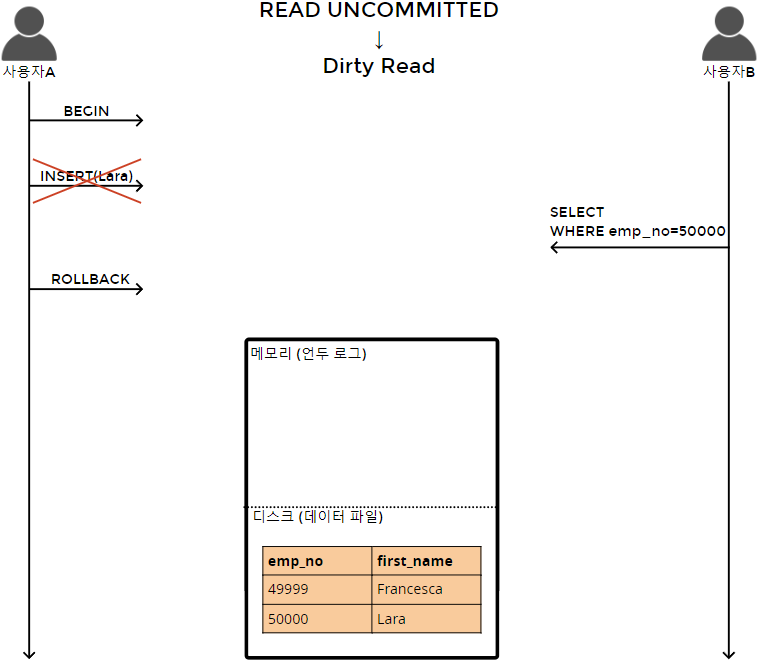 READ UNCOMMITTED
↓
Dirty Read
사용자A
사용자B
BEGIN
INSERT(Lara)
SELECT
WHERE emp_no=50000
ROLLBACK
메모리 (언두 로그)
디스크 (데이터 파일)
emp_no first_name
49999 Francesca
50000 Lara